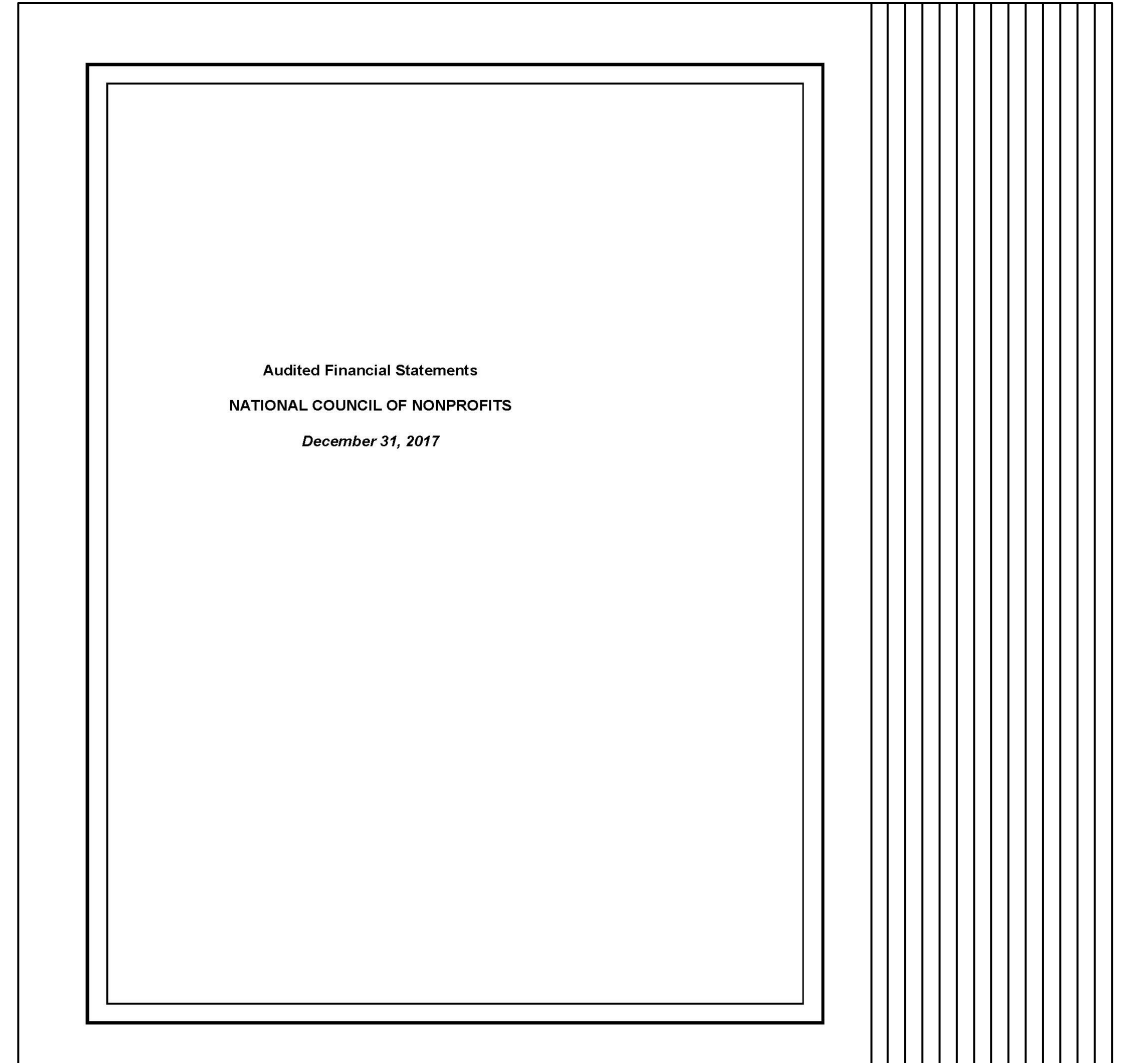 Audited Financial Statements
NATIONAL COUNCIL OF NONPROFITS
December 31, 2017